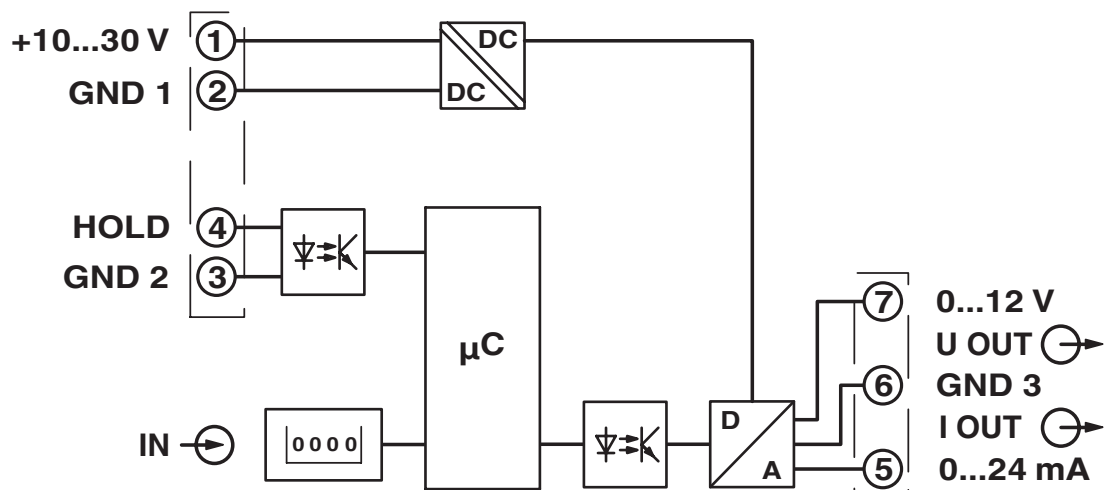 +10...30 V
1
DC
DC
GND 1
2
HOLD
4
GND 2
3
µC
IN
0000
D
A
7
0...12 V
U OUT
6
GND 3
I OUT
5
0...24 mA